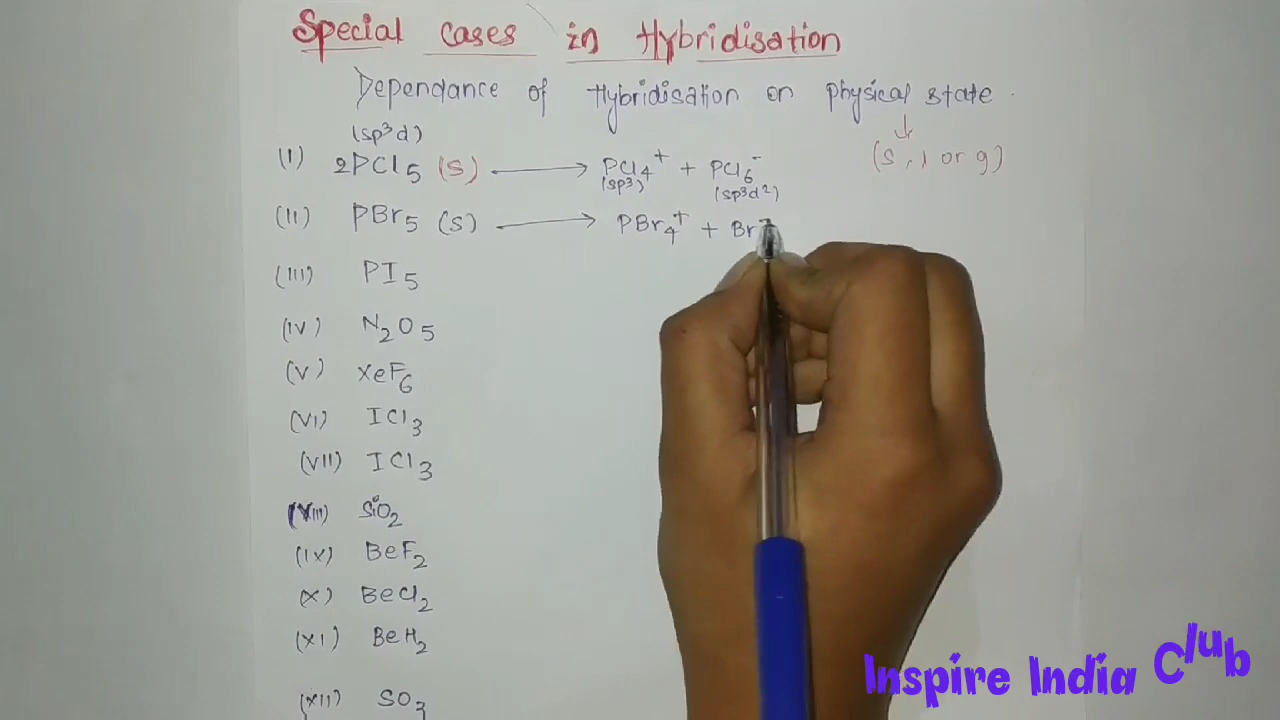 Special cases in Hybridisation
Dependance of Hybridisation on physical state
(s, l or g)
(sp³d)
(I) 2PCl₅ (s) → PCl₄⁺ + PCl₆⁻
(sp³) (sp³d²)
(II) PBr₅ (s) → PBr₄⁺ + Br⁻
(III) PI₅
(IV) N₂O₅
(V) XeF₆
(VI) ICl₃
(VII) ICl₃
(VIII) SiO₂
(IX) BeF₂
(X) BeCl₂
(XI) BeH₂
(XII) SO₃
Inspire India Club